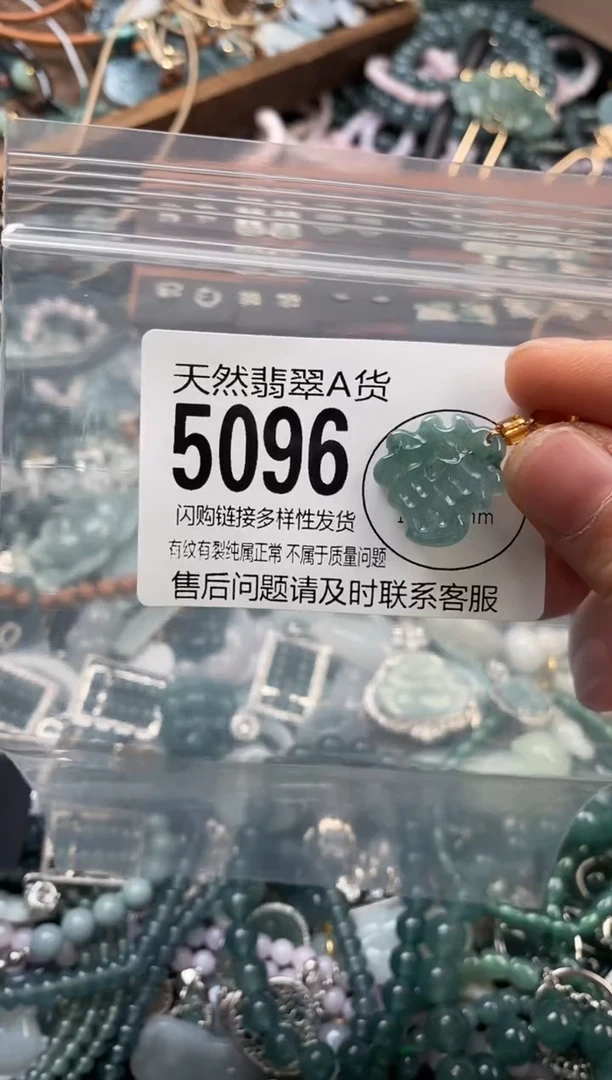 天然翡翠A货
5096
闪购链接多样性发货
有纹有裂纯属正常 不属于质量问题
售后问题请及时联系客服